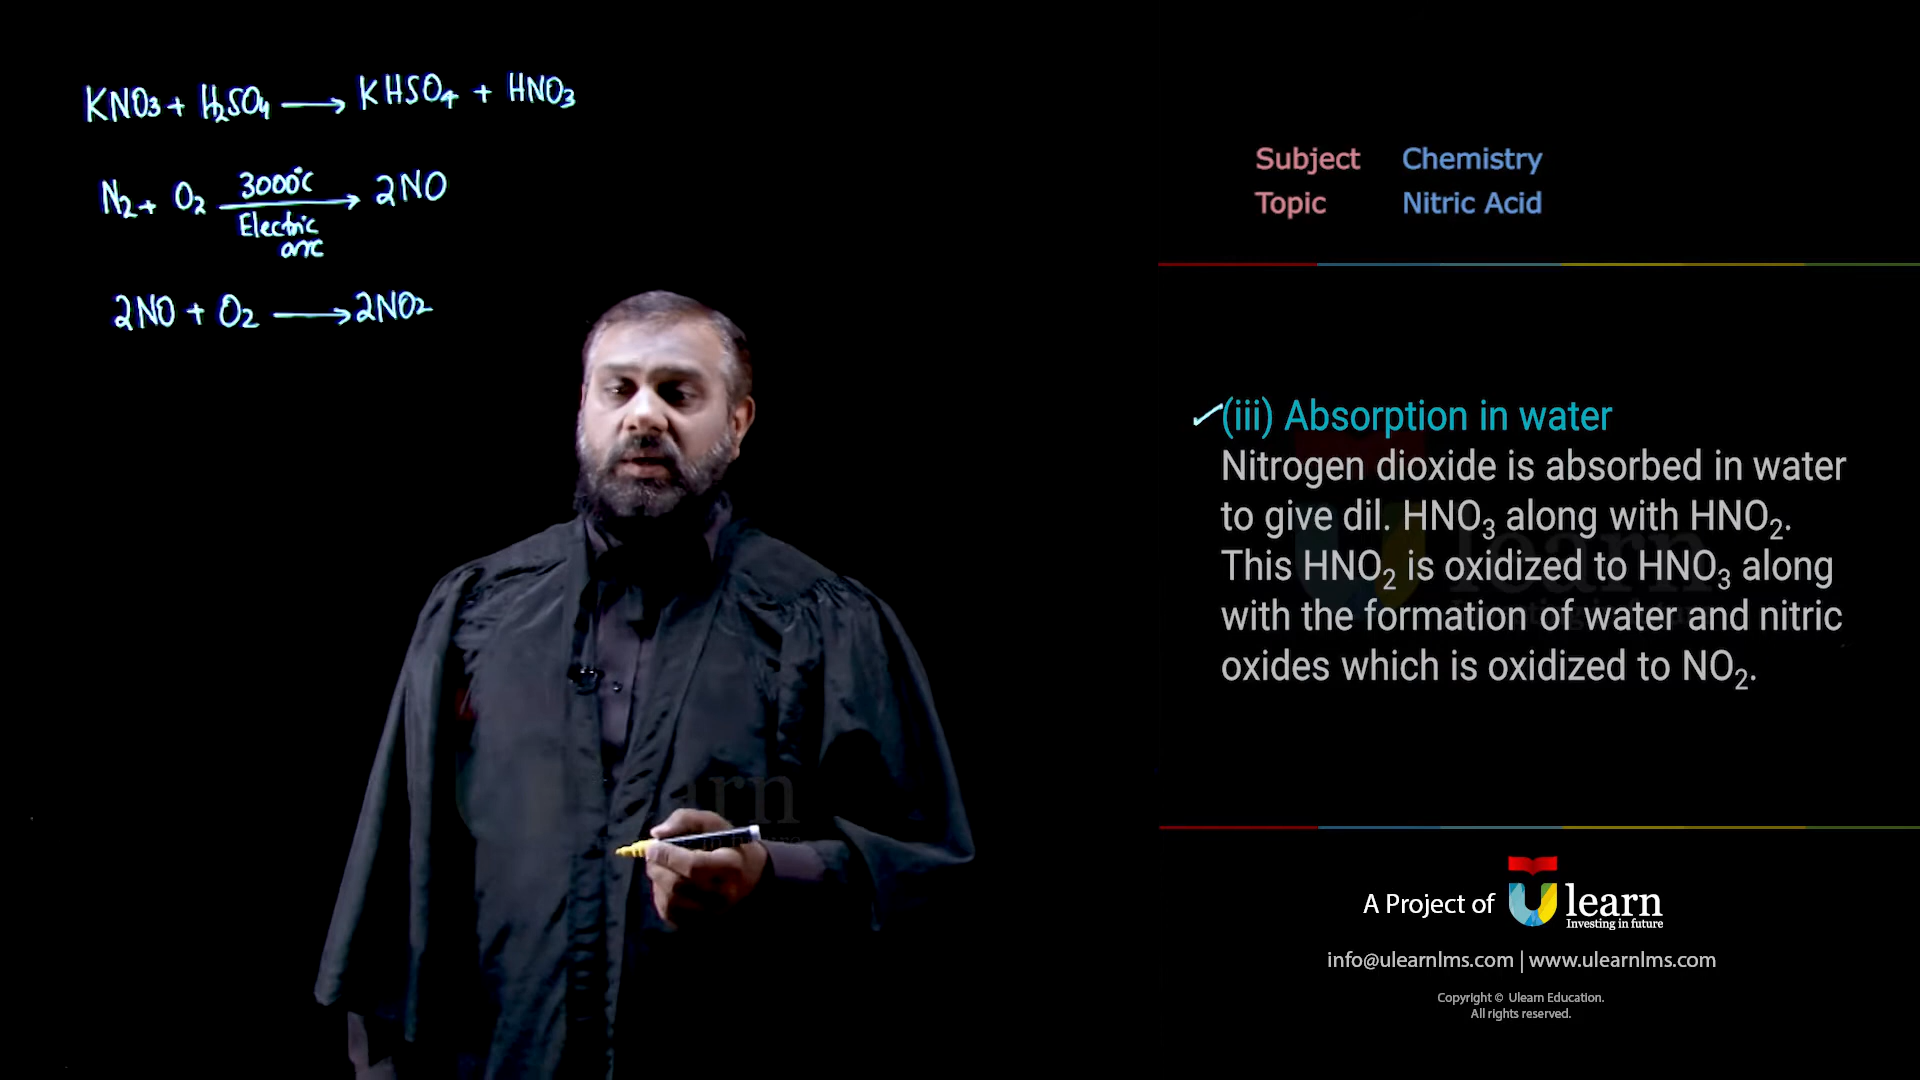 KNO₃ + H₂SO₄ ⟶ KHSO₄ + HNO₃
N₂ + O₂ 3000°C ⟶ 2NO
Electric
arc
2NO + O₂ ⟶ 2NO₂
Subject Chemistry
Topic Nitric Acid
(iii) Absorption in water
Nitrogen dioxide is absorbed in water
to give dil. HNO₃ along with HNO₂.
This HNO₂ is oxidized to HNO₃ along
with the formation of water and nitric
oxides which is oxidized to NO₂.
A Project of Ulearn
Investing in future
info@ulearnlms.com | www.ulearnlms.com
Copyright © Ulearn Education.
All rights reserved.